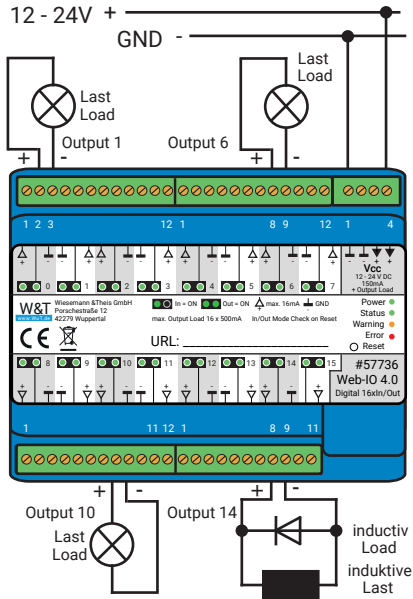 12 - 24V +
GND -
Last
Load
Last
Load
Output 1
Output 6
+ -
+ -
1 2 3 12 1 8 9 12 1 4
+ - + + - + + - + + - + - - + +
0 1 2 3 4 5 6 7
Vcc
12 - 24 V DC
150mA
+ Output Load
W&T
www.WuT.de
Wiesemann &Theis GmbH
Porschestraße 12
42279 Wuppertal
In = ON Out = ON max. 16mA GND
max. Output Load 16 x 500mA In/Out Mode Check on Reset
Power
Status
Warning
Error
Reset
CE
URL:
8 9 10 11 12 13 14 15
#57736
Web-IO 4.0
Digital 16xIn/Out
+ - + + - + + - + + - +
1 11 12 1 8 9 11
+ -
+ -
Output 10
Output 14
Last
Load
inductiv
Load
induktive
Last